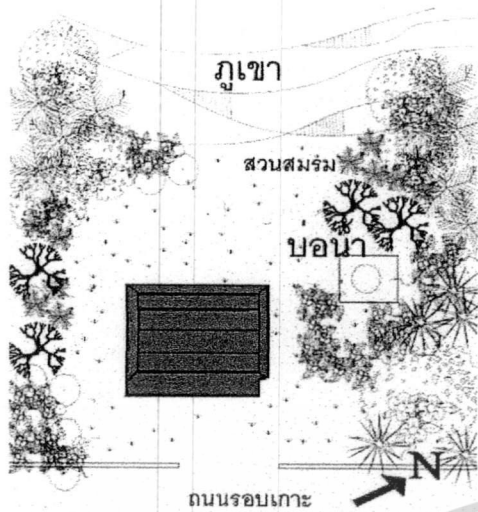 ภูเขา
สวนสมรม
บ่อน้ำ
N
ถนนรอบเกาะ